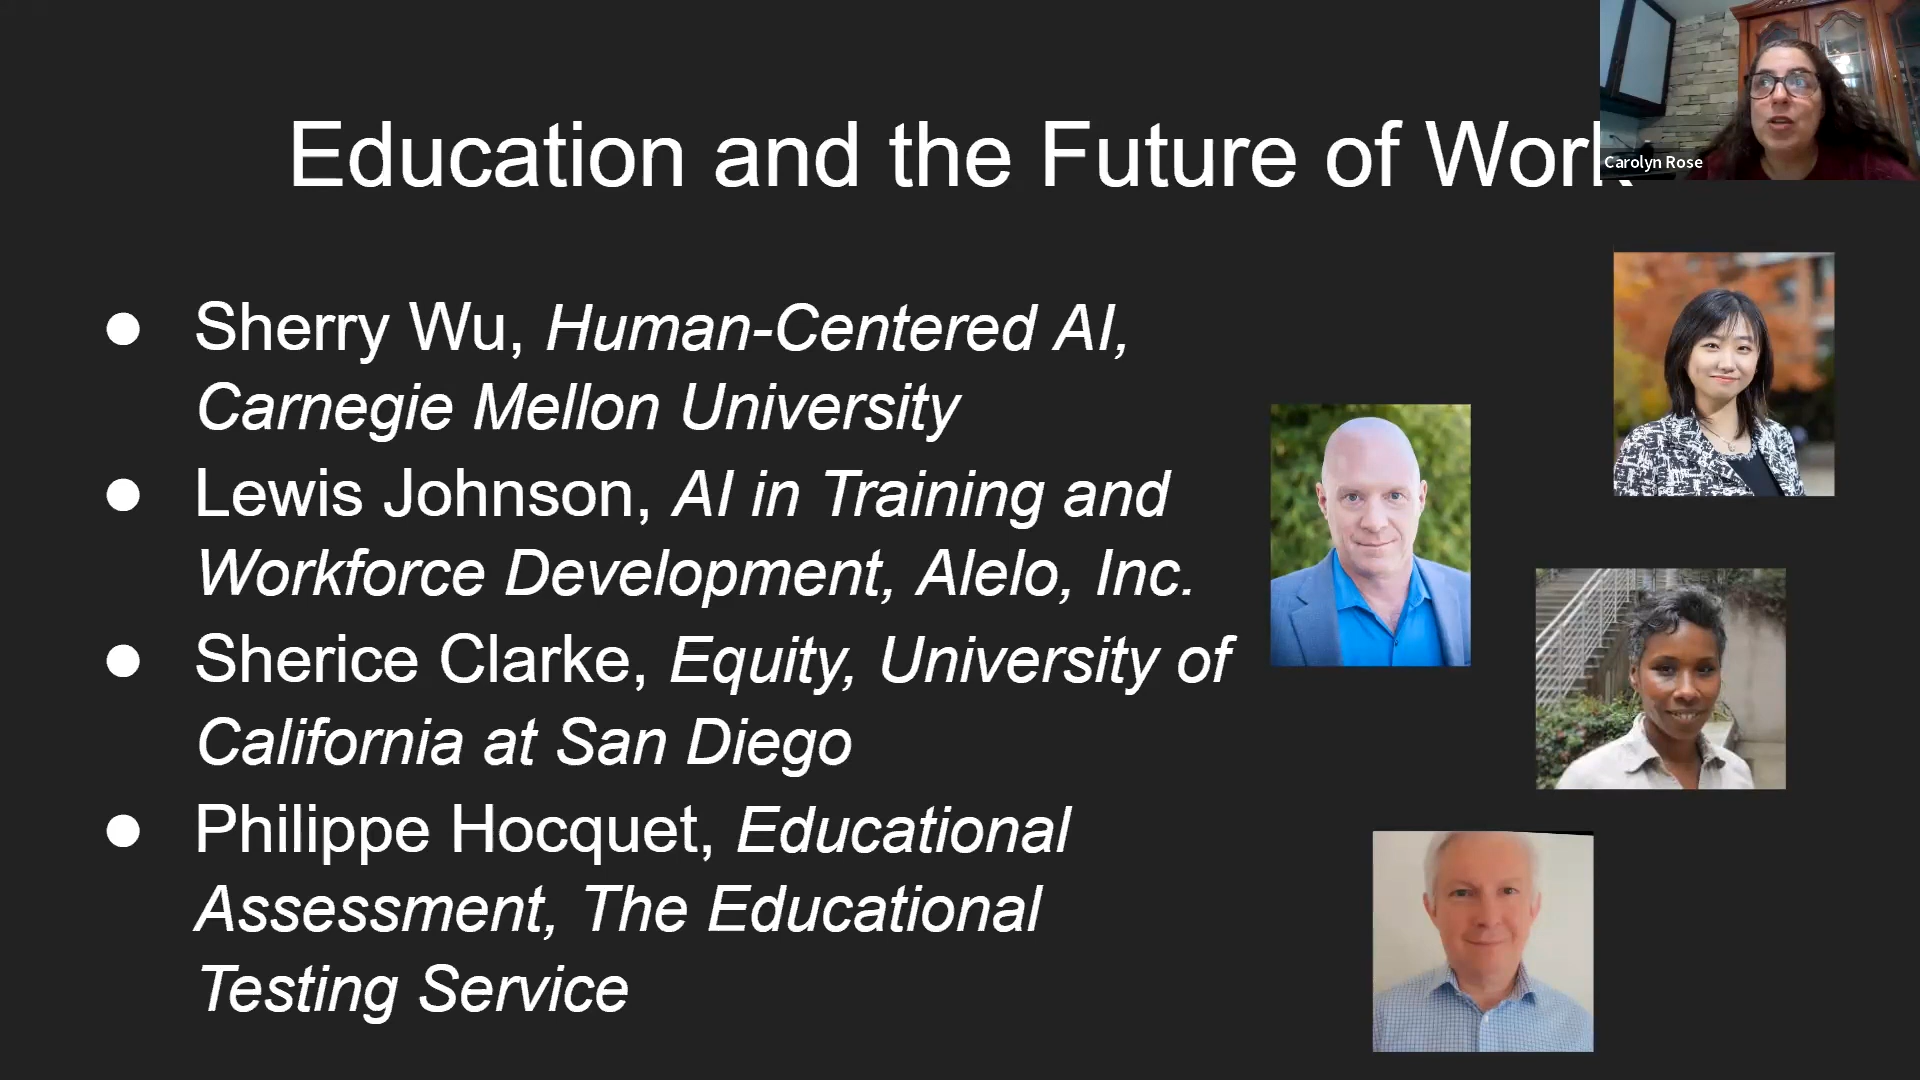 Education and the Future of Work
Carolyn Rose
● Sherry Wu, Human-Centered AI,
Carnegie Mellon University
● Lewis Johnson, AI in Training and
Workforce Development, Alelo, Inc.
● Sherice Clarke, Equity, University of
California at San Diego
● Philippe Hocquet, Educational
Assessment, The Educational
Testing Service